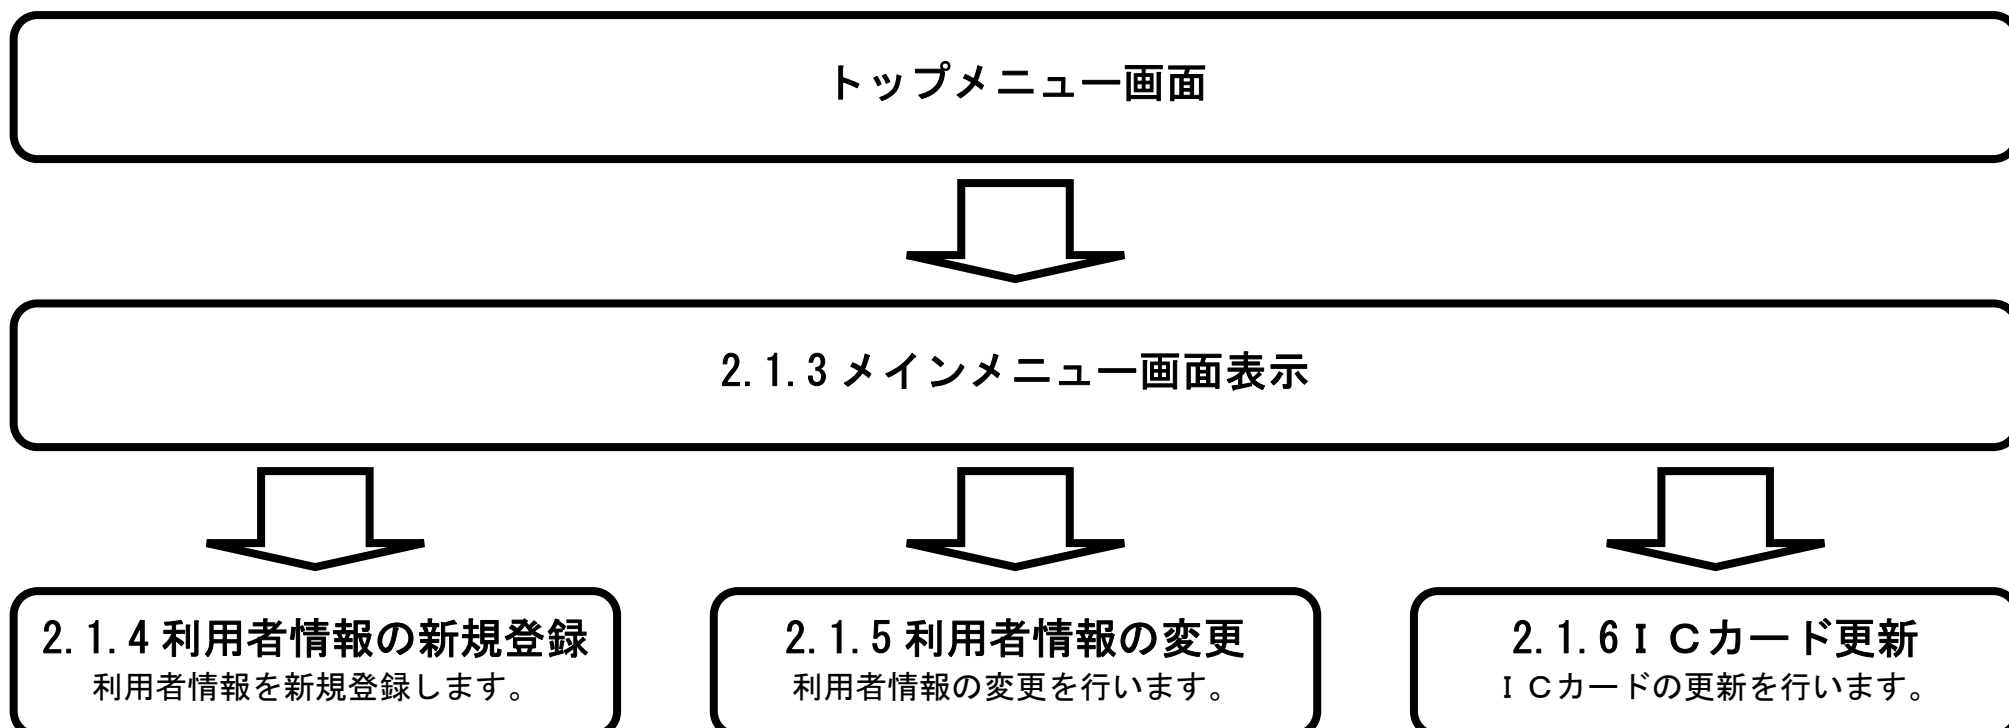 トップメニュー画面
2.1.3 メインメニュー画面表示
2.1.4 利用者情報の新規登録
利用者情報を新規登録します。
2.1.5 利用者情報の変更
利用者情報の変更を行います。
2.1.6 ＩＣカード更新
ＩＣカードの更新を行います。